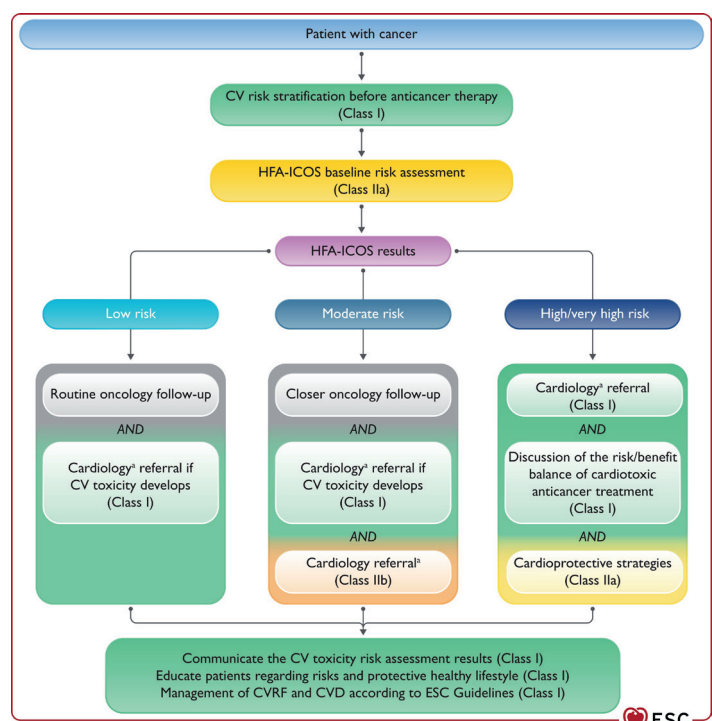 Patient with cancer
CV risk stratification before anticancer therapy
(Class I)
HFA-ICOS baseline risk assessment
(Class IIa)
HFA-ICOS results
Low risk
Moderate risk
High/very high risk
Routine oncology follow-up
AND
Cardiologyᵃ referral if
CV toxicity develops
(Class I)
Closer oncology follow-up
AND
Cardiologyᵃ referral if
CV toxicity develops
(Class I)
AND
Cardiology referralᵃ
(Class IIb)
Cardiologyᵃ referral
(Class I)
AND
Discussion of the risk/benefit
balance of cardiotoxic
anticancer treatment
(Class I)
AND
Cardioprotective strategies
(Class IIa)
Communicate the CV toxicity risk assessment results (Class I)
Educate patients regarding risks and protective healthy lifestyle (Class I)
Management of CVRF and CVD according to ESC Guidelines (Class I)
ESC